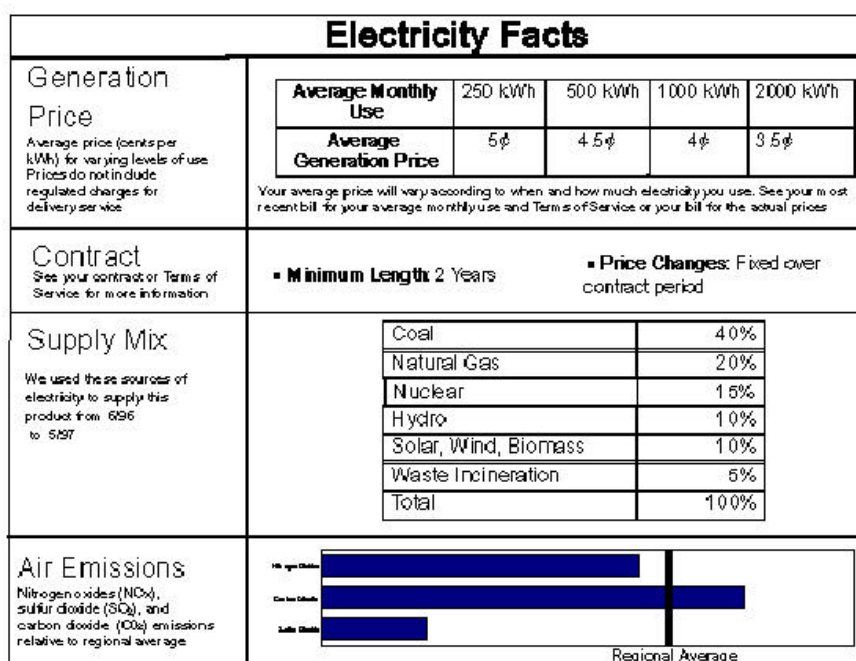 Electricity Facts
Generation
Price
Average price (cents per
kWh) for varying levels of use
Prices do not include
regulated charges for
delivery service
Average Monthly Use 250 kWh 500 kWh 1000 kWh 2000 kWh
Average Generation Price 5¢ 4.5¢ 4¢ 3.5¢
Your average price will vary according to when and how much electricity you use. See your most
recent bill for your average monthly use and Terms of Service or your bill for the actual prices
Contract
See your contract or Terms of
Service for more information
▪ Minimum Length: 2 Years
▪ Price Changes: Fixed over
contract period
Supply Mix
We used these sources of
electricity to supply this
product from 6/96
to 5/97
Coal 40%
Natural Gas 20%
Nuclear 15%
Hydro 10%
Solar, Wind, Biomass 10%
Waste Incineration 5%
Total 100%
Air Emissions
Nitrogen oxides (NOx),
sulfur dioxide (SO₂), and
carbon dioxide (CO₂) emissions
relative to regional average
Regional Average